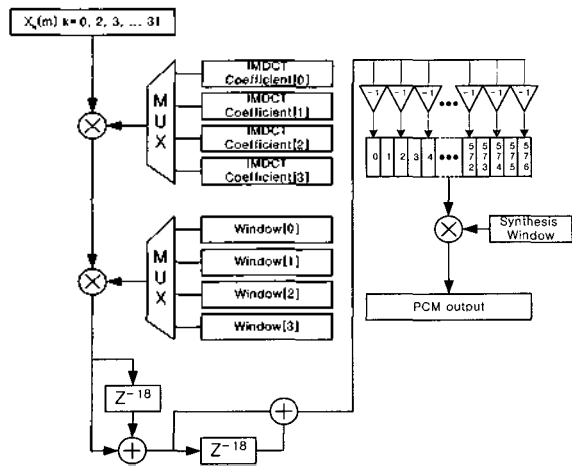 Xk(m) k=0, 2, 3, ... 31
M
U
X
IMDCT
Coefficient[0]
IMDCT
Coefficient[1]
IMDCT
Coefficient[2]
IMDCT
Coefficient[3]
M
U
X
Window[0]
Window[1]
Window[2]
Window[3]
Z-18
Z-18
-1 -1 -1 ••• -1 -1 -1
0 1 2 3 4 ••• 572 573 574 575 576
Synthesis
Window
PCM output